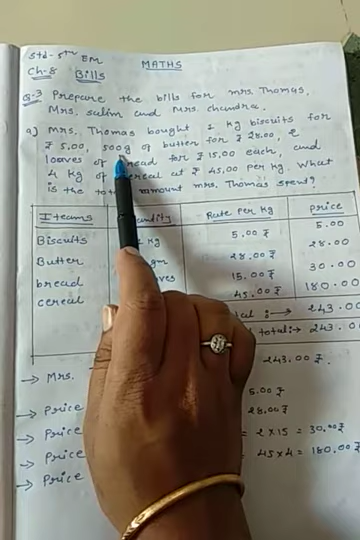 Std-5th Em MATHS
Ch-8 Bills
Q-3 Prepare the bills for mrs Thomas,
Mrs. salim and Mrs. chandra.
a) Mrs. Thomas bought 1 kg biscuits for
₹ 5.00, 500g of butter for ₹ 28.00, 2
loaves of bread for ₹ 15.00 each, and
4 kg of cereal at ₹ 45.00 per kg. What
is the total amount mrs. Thomas spent?
Iteams Quantity Rate per kg price
Biscuits kg 5.00 ₹ 5.00
Butter gm 28.00 ₹ 28.00
bread 15.00 ₹ 30.00
cereal 45.00 ₹ 180.00
:→ 243.00
total:→ 243.0
→ Mrs. 243.00 ₹.
→ Price 5.00 ₹
→ Price 28.00 ₹
→ Price = 2 × 15 = 30.00 ₹
→ Price = 45 × 4 = 180.00 ₹